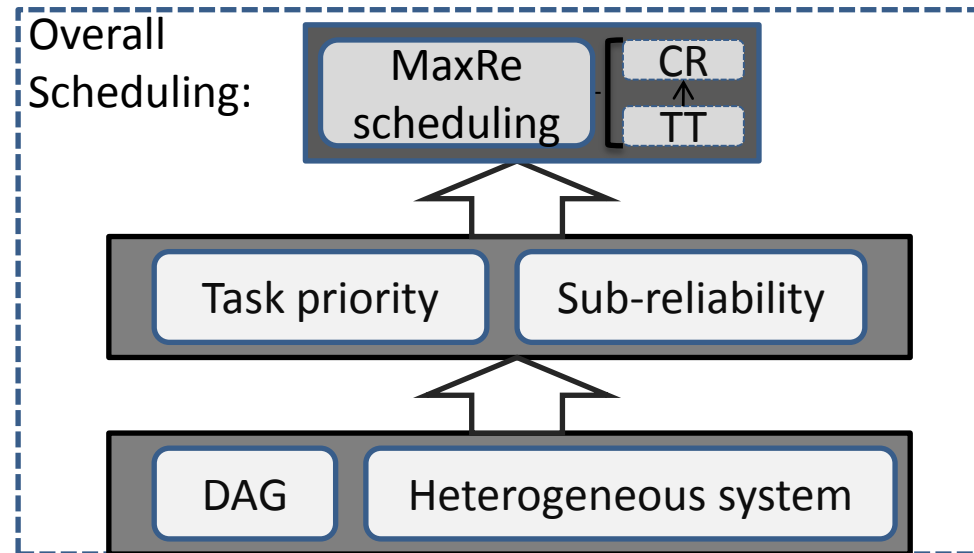 Overall
Scheduling:
MaxRe
scheduling
CR
TT
Task priority
Sub-reliability
DAG
Heterogeneous system